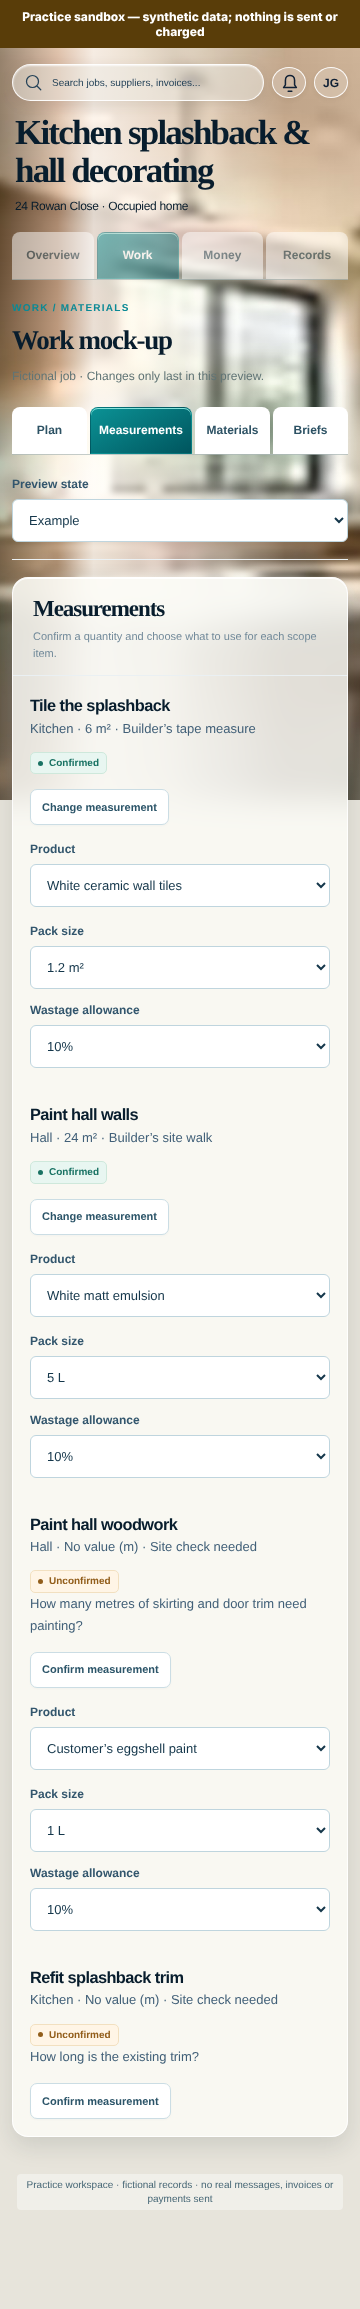 Practice sandbox — synthetic data; nothing is sent or
charged
Search jobs, suppliers, invoices...
JG
Kitchen splashback &
hall decorating
24 Rowan Close · Occupied home
Overview
Work
Money
Records
WORK / MATERIALS
Work mock-up
Fictional job · Changes only last in this preview.
Plan
Measurements
Materials
Briefs
Preview state
Example
Measurements
Confirm a quantity and choose what to use for each scope
item.
Tile the splashback
Kitchen · 6 m² · Builder’s tape measure
Confirmed
Change measurement
Product
White ceramic wall tiles
Pack size
1.2 m²
Wastage allowance
10%
Paint hall walls
Hall · 24 m² · Builder’s site walk
Confirmed
Change measurement
Product
White matt emulsion
Pack size
5 L
Wastage allowance
10%
Paint hall woodwork
Hall · No value (m) · Site check needed
Unconfirmed
How many metres of skirting and door trim need
painting?
Confirm measurement
Product
Customer’s eggshell paint
Pack size
1 L
Wastage allowance
10%
Refit splashback trim
Kitchen · No value (m) · Site check needed
Unconfirmed
How long is the existing trim?
Confirm measurement
Practice workspace · fictional records · no real messages, invoices or
payments sent